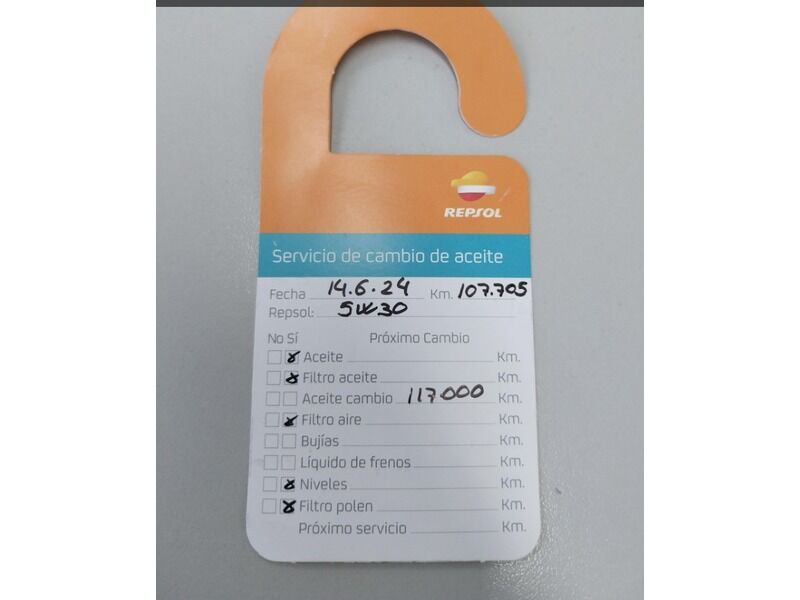 REPSOL
Servicio de cambio de aceite
Fecha 14.6.24 Km. 107.705
Repsol: 5W30
No Sí Próximo Cambio
Aceite Km.
Filtro aceite Km.
Aceite cambio 117000 Km.
Filtro aire Km.
Bujías Km.
Líquido de frenos Km.
Niveles Km.
Filtro polen Km.
Próximo servicio Km.